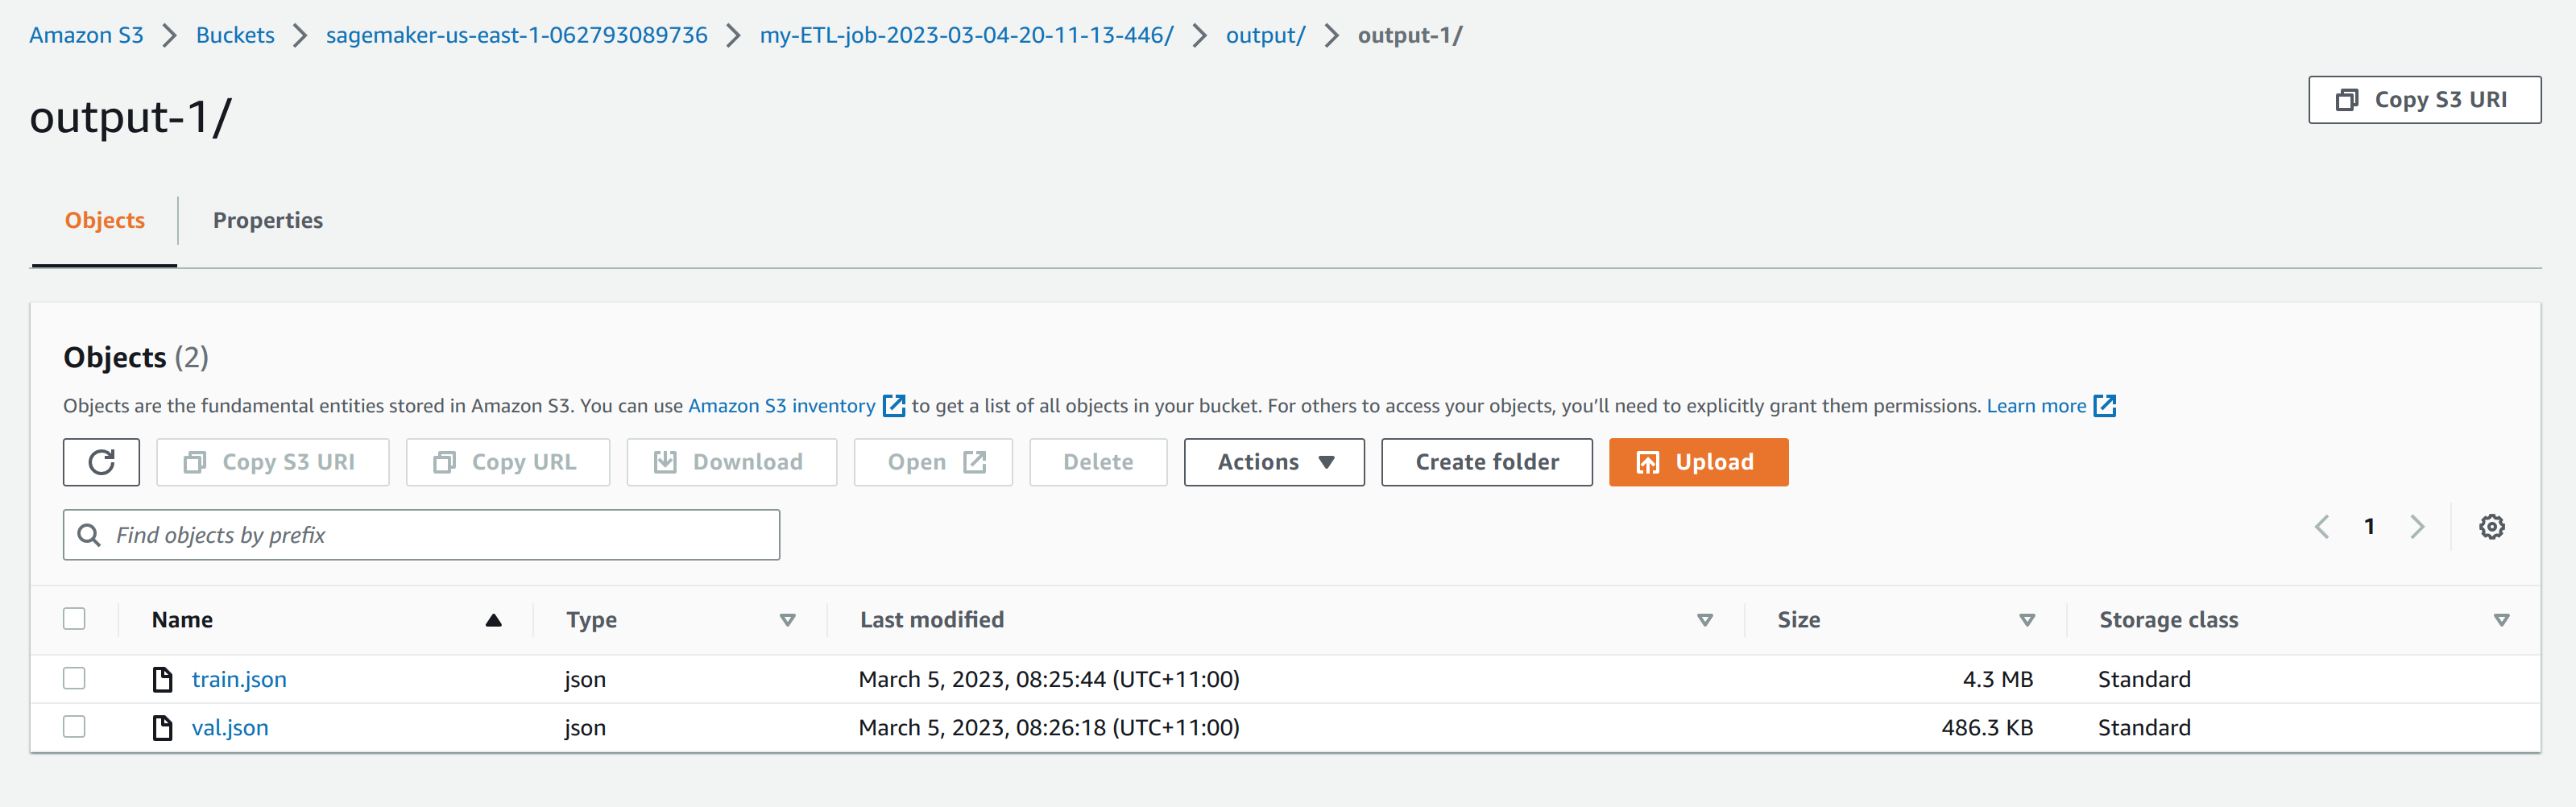 Amazon S3 Buckets sagemaker-us-east-1-062793089736 my-ETL-job-2023-03-04-20-11-13-446/ output/ output-1/
output-1/
Copy S3 URI
Objects Properties
Objects (2)
Objects are the fundamental entities stored in Amazon S3. You can use Amazon S3 inventory to get a list of all objects in your bucket. For others to access your objects, you’ll need to explicitly grant them permissions. Learn more
Copy S3 URI Copy URL Download Open Delete Actions Create folder Upload
Find objects by prefix
1
Name Type Last modified Size Storage class
train.json json March 5, 2023, 08:25:44 (UTC+11:00) 4.3 MB Standard
val.json json March 5, 2023, 08:26:18 (UTC+11:00) 486.3 KB Standard